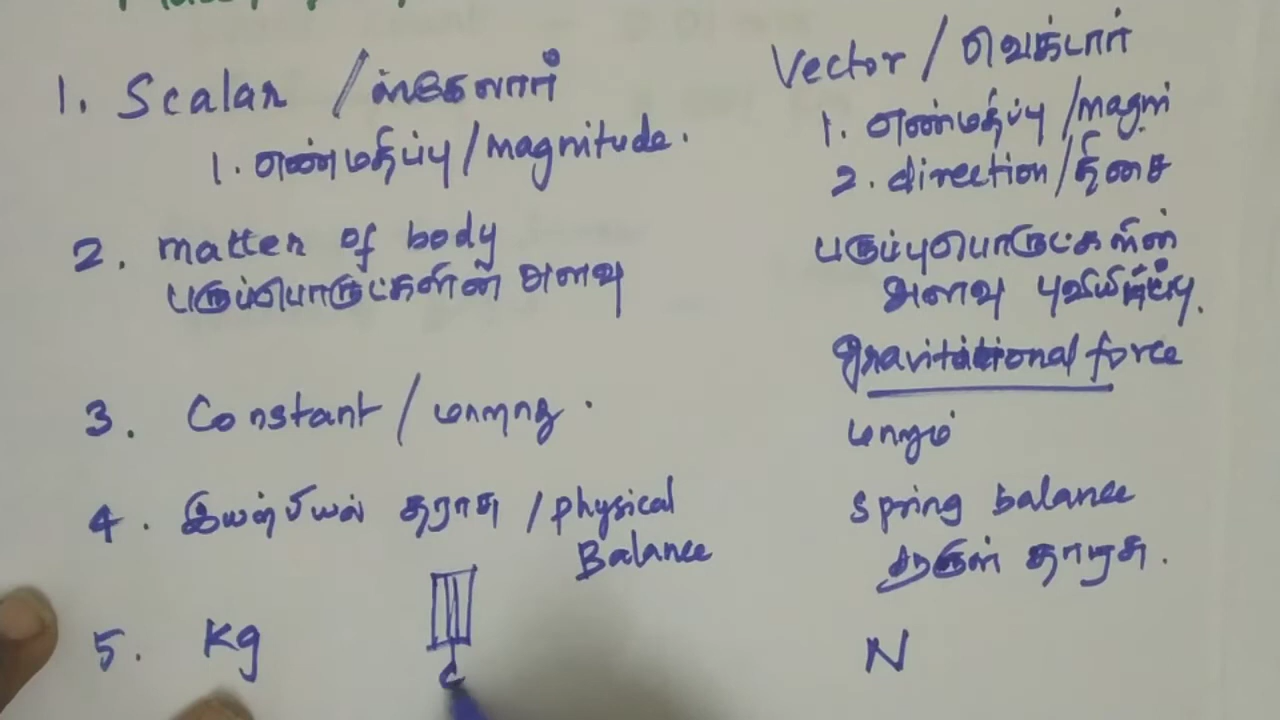 1. Scalar / ஸ்கேலார்
1. எண்மதிப்பு / magnitude.
2. matter of body
பருப்பொருட்களின் அளவு
3. Constant / மாறாது.
4. இயற்பியல் தராசு / physical
Balance
5. Kg
Vector / வெக்டார்
1. எண்மதிப்பு / magni
2. direction / திசை
பருப்புபொருட்களின்
அளவு
gravitational force
மாறும்
Spring balance
சுருள் தராசு.
N